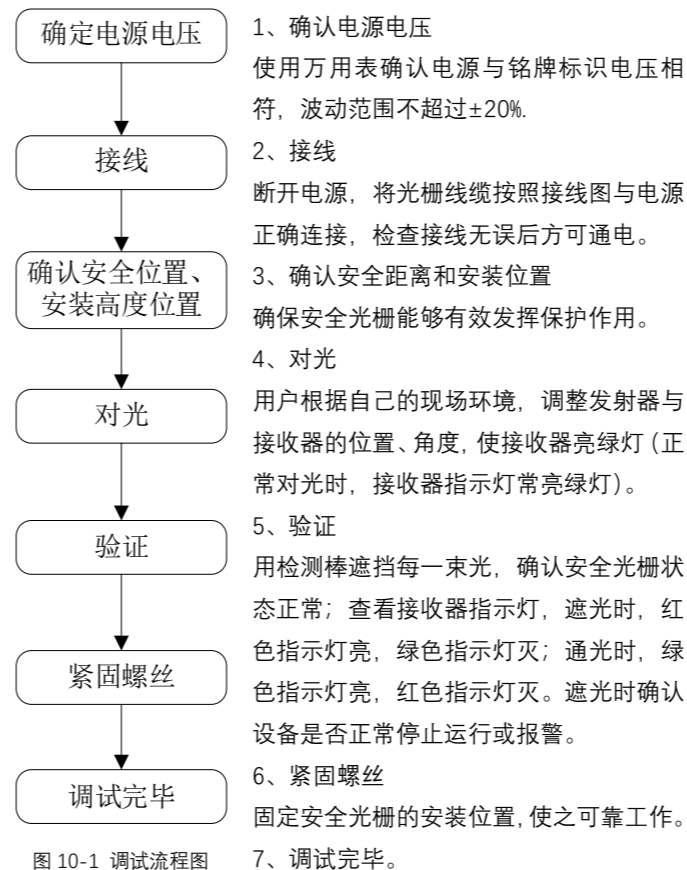 确定电源电压
接线
确认安全位置、
安装高度位置
对光
验证
紧固螺丝
调试完毕
图 10-1 调试流程图
1、确认电源电压
使用万用表确认电源与铭牌标识电压相
符，波动范围不超过±20%.
2、接线
断开电源，将光栅线缆按照接线图与电源
正确连接，检查接线无误后方可通电。
3、确认安全距离和安装位置
确保安全光栅能够有效发挥保护作用。
4、对光
用户根据自己的现场环境，调整发射器与
接收器的位置、角度，使接收器亮绿灯（正
常对光时，接收器指示灯常亮绿灯）。
5、验证
用检测棒遮挡每一束光，确认安全光栅状
态正常；查看接收器指示灯，遮光时，红
色指示灯亮，绿色指示灯灭；通光时，绿
色指示灯亮，红色指示灯灭。遮光时确认
设备是否正常停止运行或报警。
6、紧固螺丝
固定安全光栅的安装位置，使之可靠工作。
7、调试完毕。